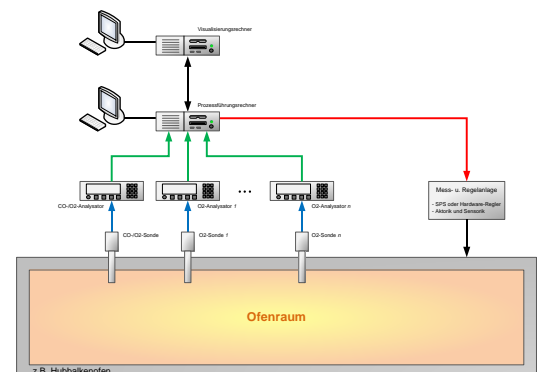 Visualisierungsrechner
Prozessführungsrechner
...
CO-/O2-Analysator
O2-Analysator 1
O2-Analysator n
Mess- u. Regelanlage
- SPS oder Hardware-Regler
- Aktorik und Sensorik
CO-/O2-Sonde
O2-Sonde 1
O2-Sonde n
Ofenraum
z.B. Hubbalkenofen